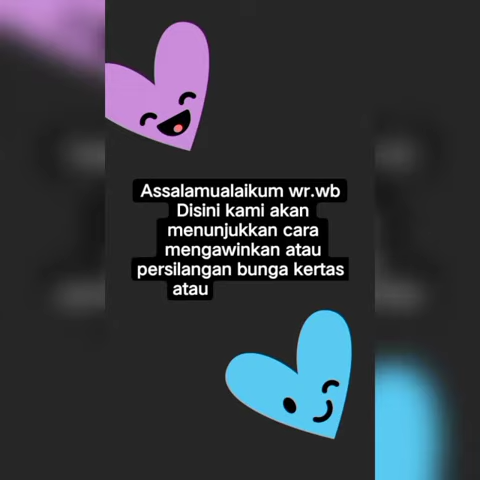 Assalamualaikum wr.wb
Disini kami akan
menunjukkan cara
mengawinkan atau
persilangan bunga kertas
atau